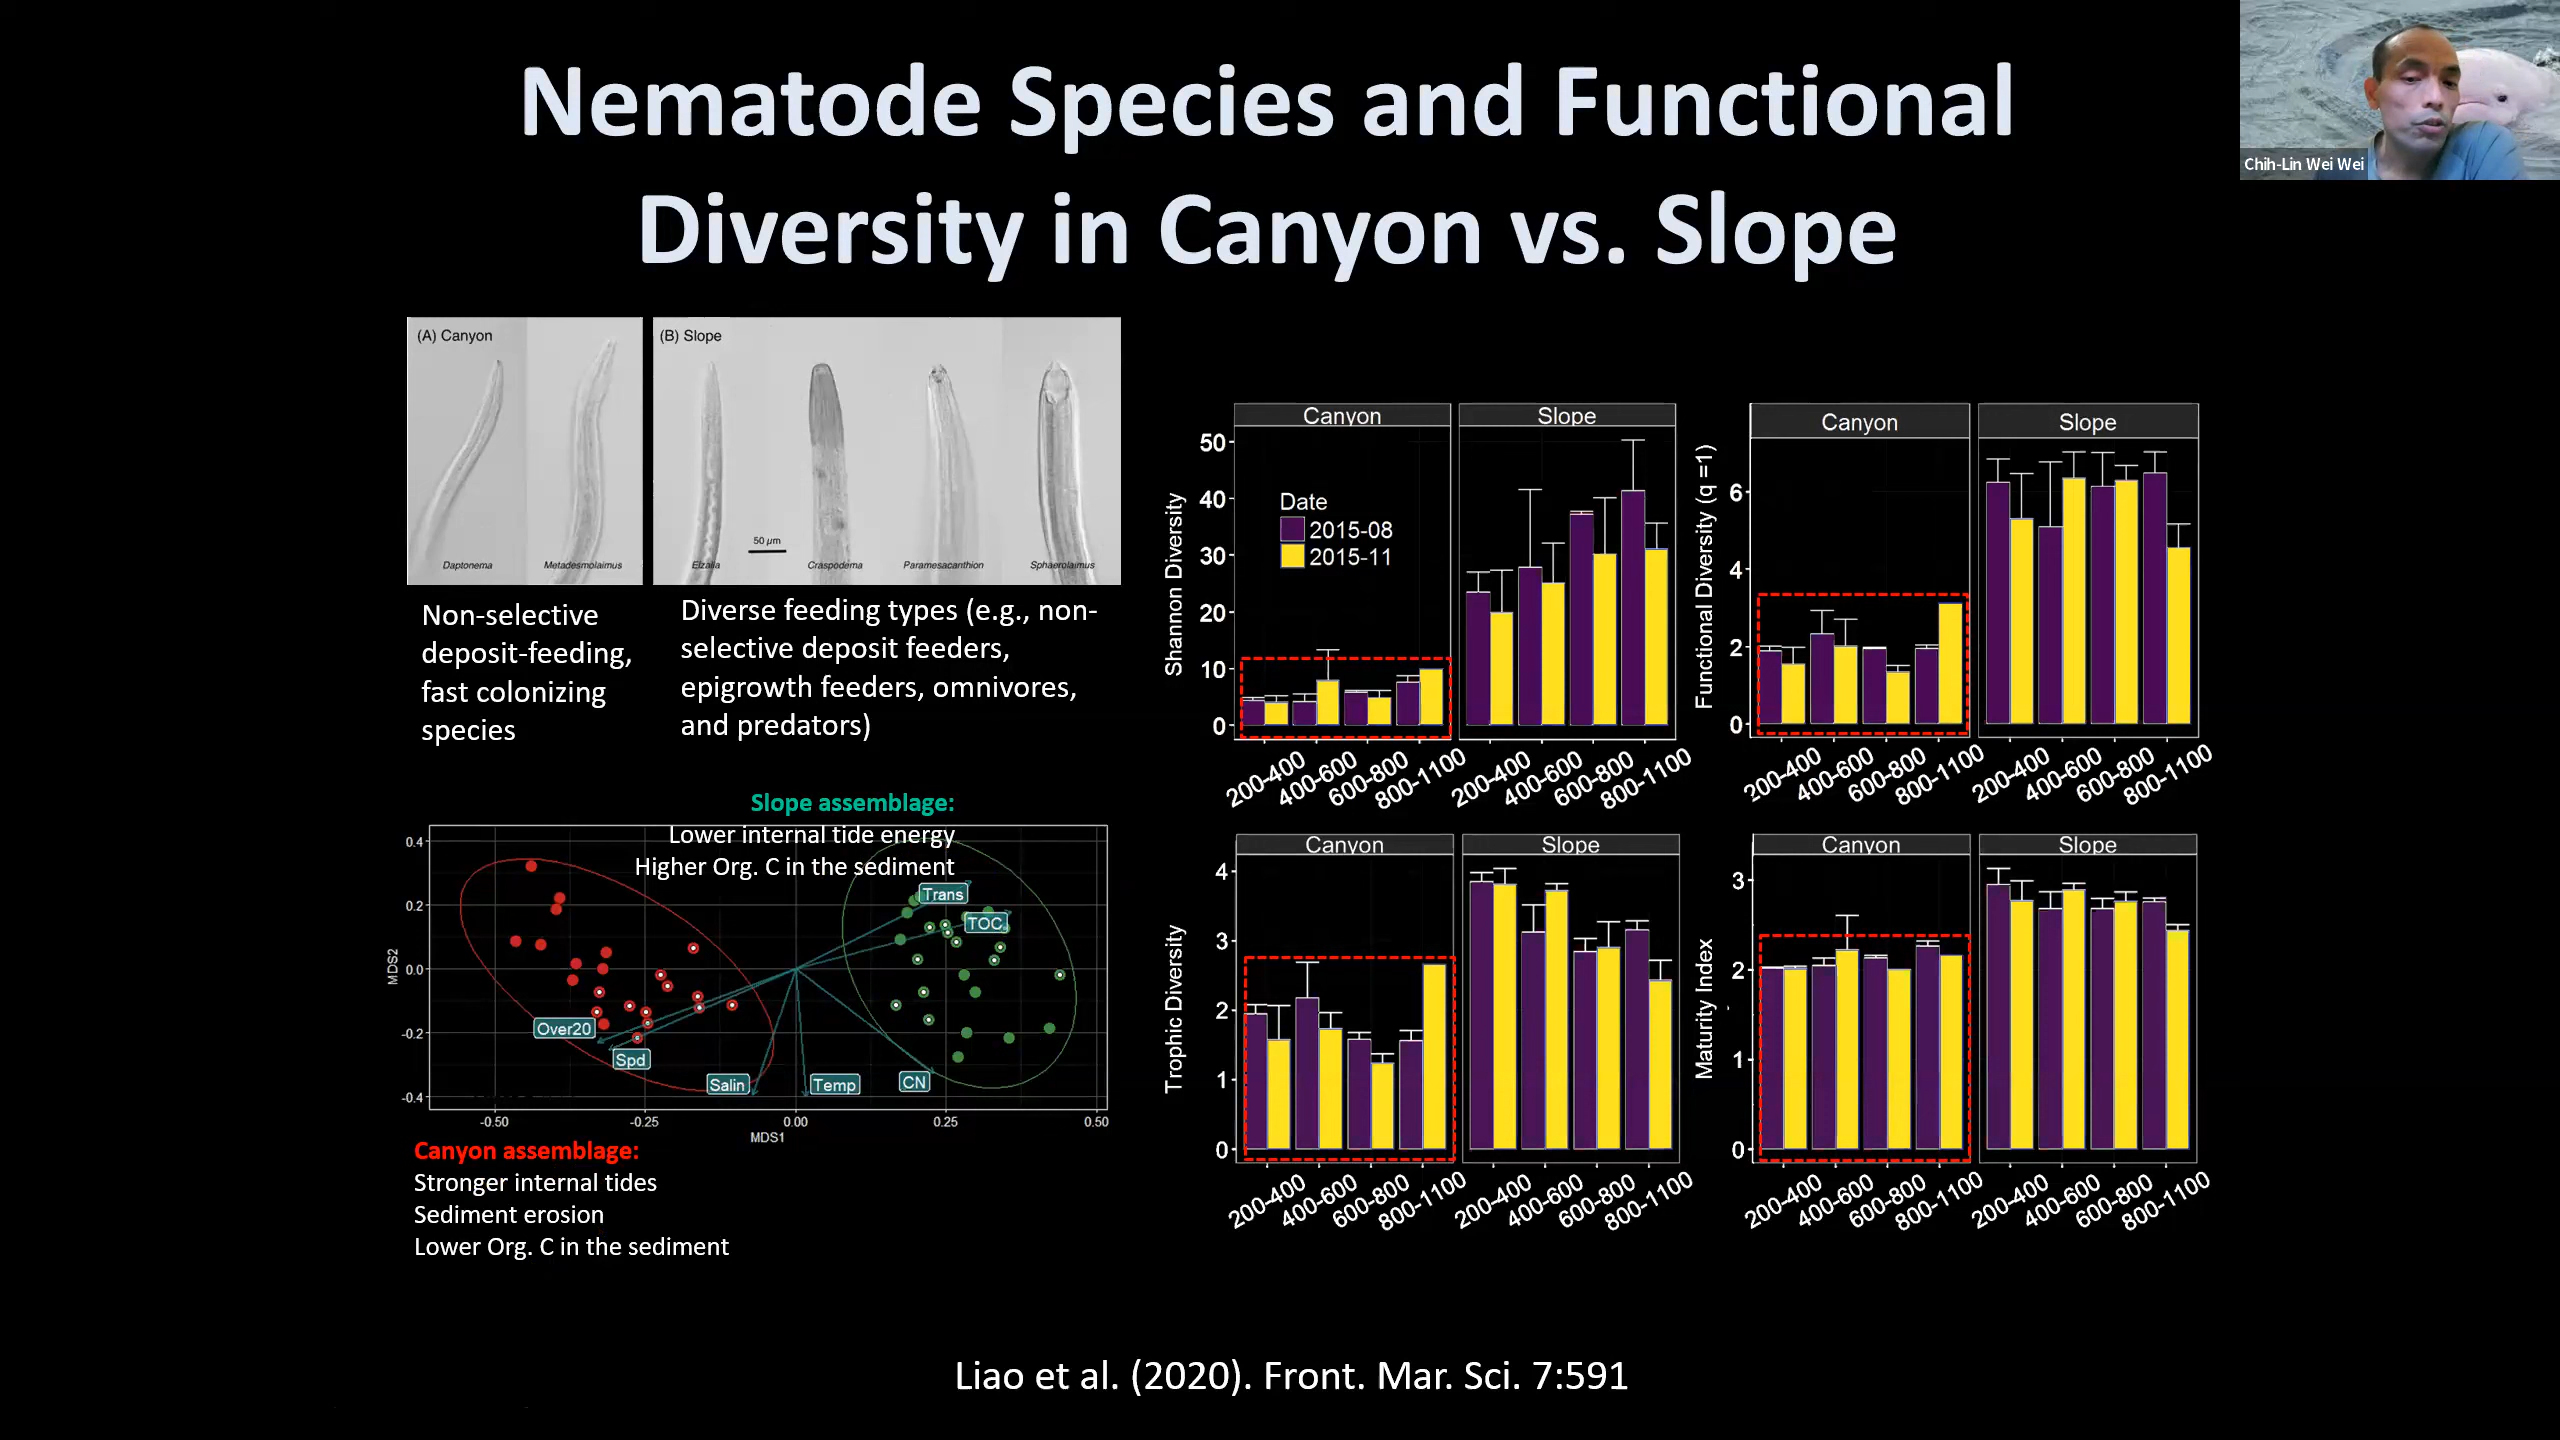 Nematode Species and Functional
Diversity in Canyon vs. Slope
Chih-Lin Wei Wei
(A) Canyon
Daptonema
Metadesmolaimus
(B) Slope
50 µm
Elzalia
Craspodema
Paramesacanthion
Sphaerolaimus
Non-selective
deposit-feeding,
fast colonizing
species
Diverse feeding types (e.g., non-
selective deposit feeders,
epigrowth feeders, omnivores,
and predators)
Slope assemblage:
Lower internal tide energy
Higher Org. C in the sediment
MDS2
0.4
0.2
0.0
-0.2
-0.4
Trans
TOC
Over20
Spd
Salin
Temp
CN
-0.50
-0.25
0.00
0.25
0.50
MDS1
Canyon assemblage:
Stronger internal tides
Sediment erosion
Lower Org. C in the sediment
Canyon
Slope
Shannon Diversity
50
40
30
20
10
0
Date
2015-08
2015-11
200-400
400-600
600-800
800-1100
200-400
400-600
600-800
800-1100
Canyon
Slope
Functional Diversity (q =1)
6
4
2
0
200-400
400-600
600-800
800-1100
200-400
400-600
600-800
800-1100
Canyon
Slope
Trophic Diversity
4
3
2
1
0
200-400
400-600
600-800
800-1100
200-400
400-600
600-800
800-1100
Canyon
Slope
Maturity Index
3
2
1
0
200-400
400-600
600-800
800-1100
200-400
400-600
600-800
800-1100
Liao et al. (2020). Front. Mar. Sci. 7:591